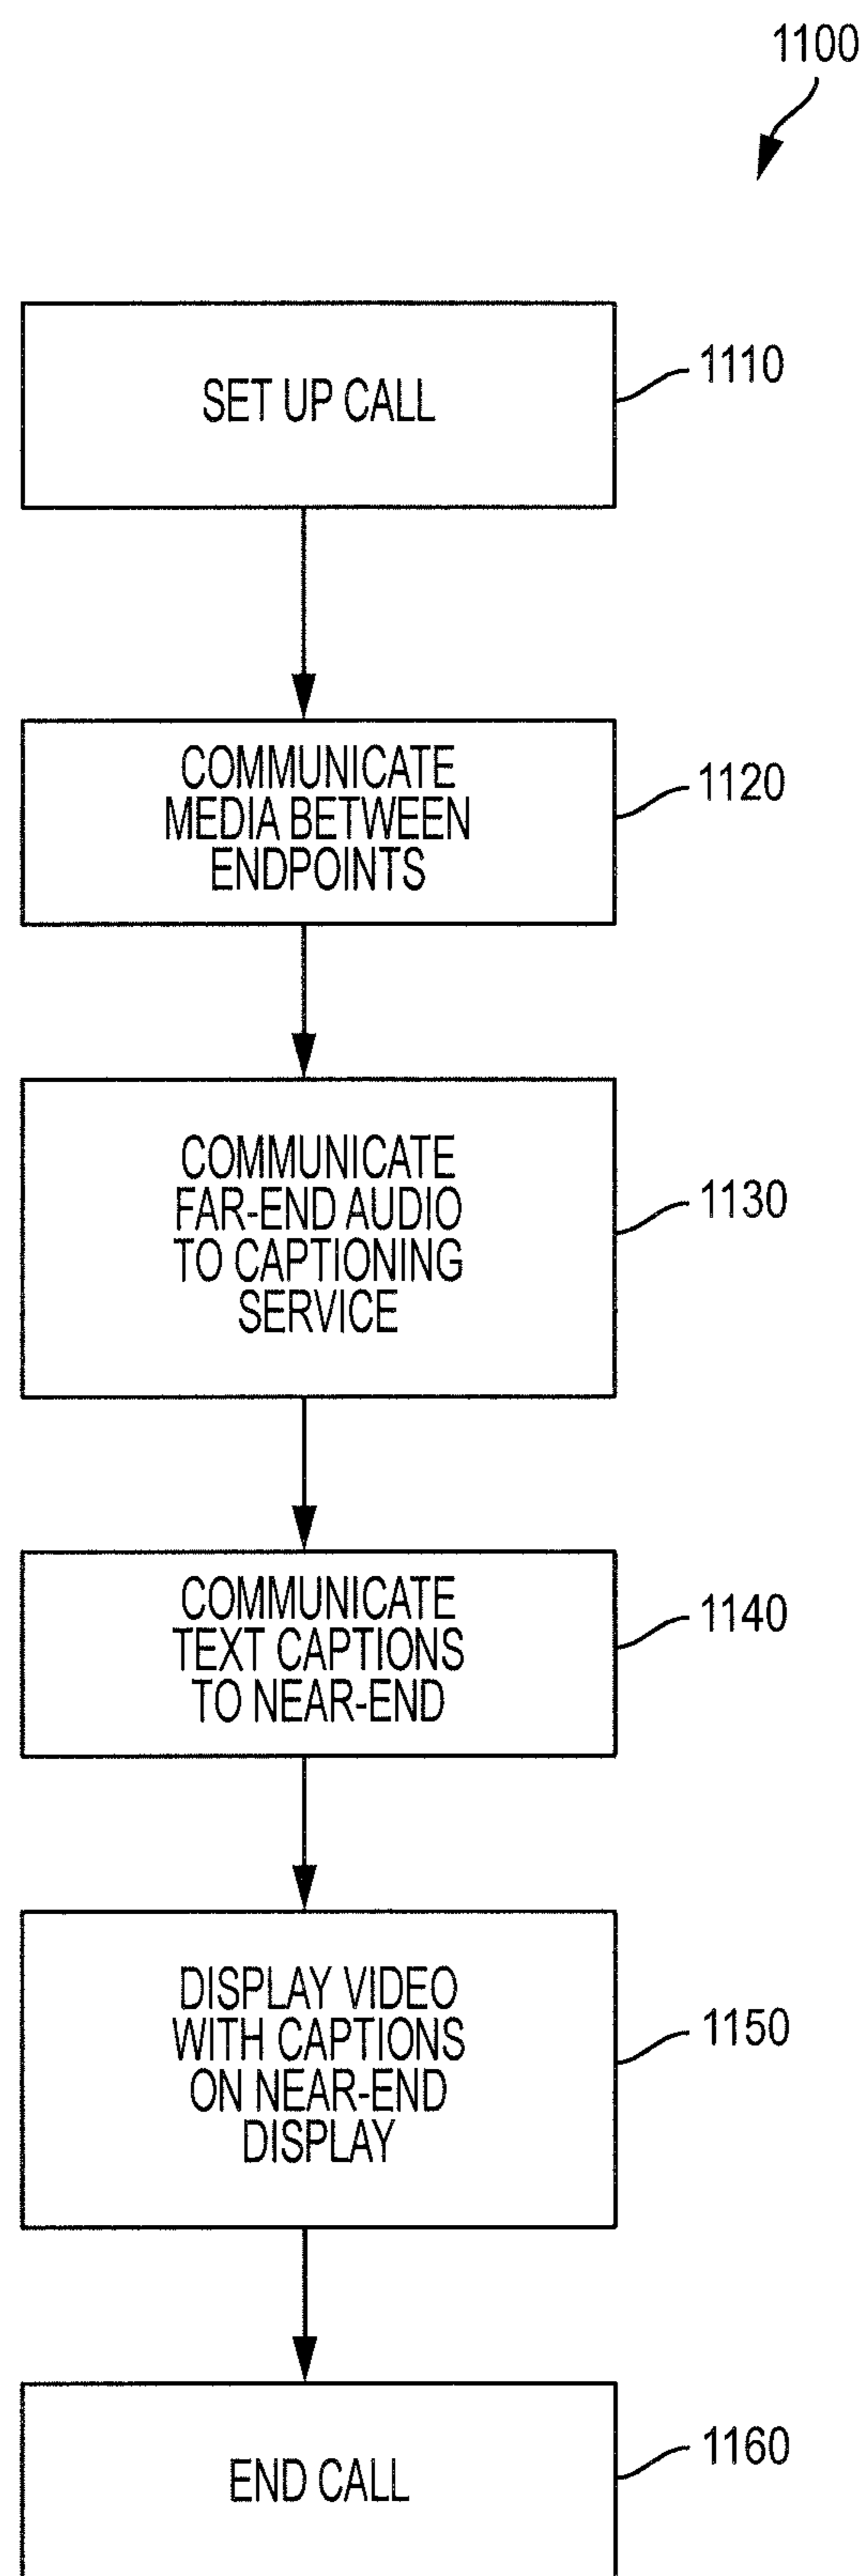 1100
SET UP CALL
1110
COMMUNICATE
MEDIA BETWEEN
ENDPOINTS
1120
COMMUNICATE
FAR-END AUDIO
TO CAPTIONING
SERVICE
1130
COMMUNICATE
TEXT CAPTIONS
TO NEAR-END
1140
DISPLAY VIDEO
WITH CAPTIONS
ON NEAR-END
DISPLAY
1150
END CALL
1160